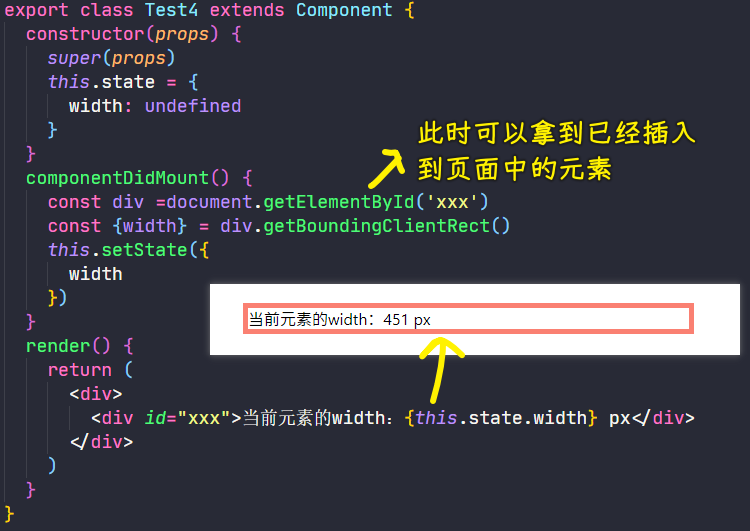 export class Test4 extends Component {
constructor(props) {
super(props)
this.state = {
width: undefined
}
}
此时可以拿到已经插入
到页面中的元素
componentDidMount() {
const div =document.getElementById('xxx')
const {width} = div.getBoundingClientRect()
this.setState({
width
})
}
当前元素的width：451 px
render() {
return (
<div>
<div id="xxx">当前元素的width：{this.state.width} px</div>
</div>
)
}
}